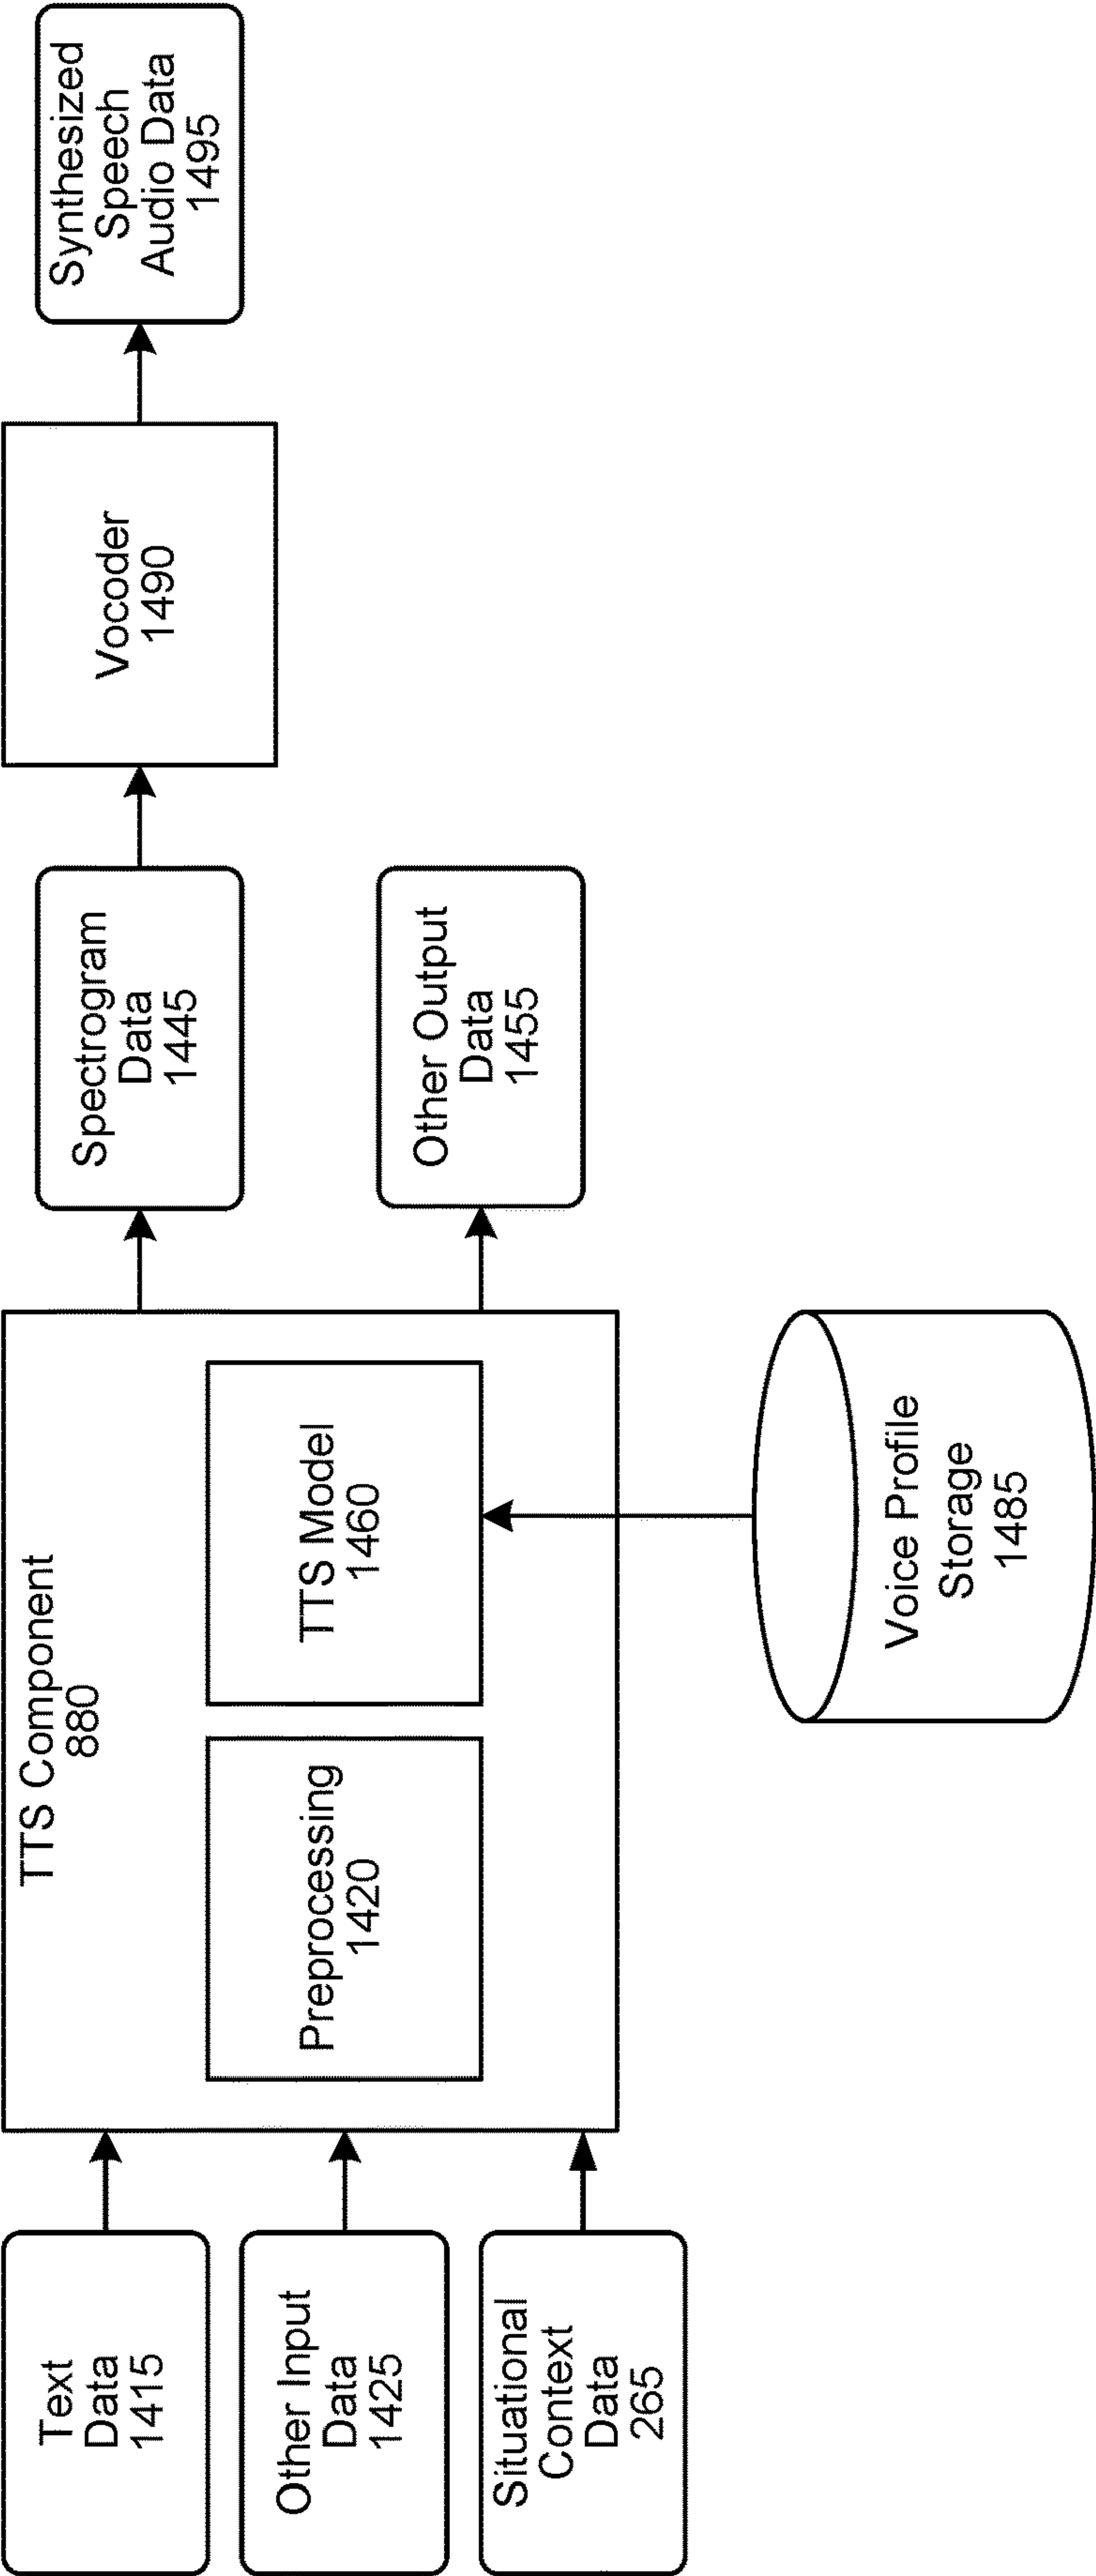 Text
Data
1415
Other Input
Data
1425
Situational
Context
Data
265
TTS Component
880
Preprocessing
1420
TTS Model
1460
Voice Profile
Storage
1485
Spectrogram
Data
1445
Other Output
Data
1455
Vocoder
1490
Synthesized
Speech
Audio Data
1495